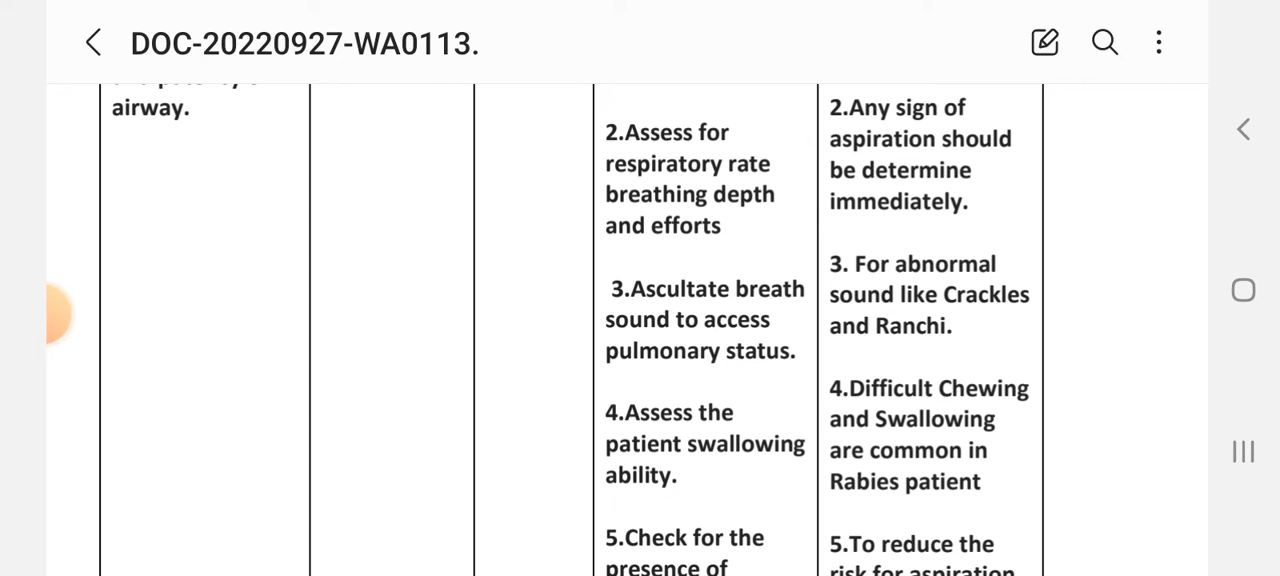 DOC-20220927-WA0113.
airway.
2.Assess for
respiratory rate
breathing depth
and efforts
3.Ascultate breath
sound to access
pulmonary status.
4.Assess the
patient swallowing
ability.
5.Check for the
presence of
2.Any sign of
aspiration should
be determine
immediately.
3. For abnormal
sound like Crackles
and Ranchi.
4.Difficult Chewing
and Swallowing
are common in
Rabies patient
5.To reduce the
risk for aspiration